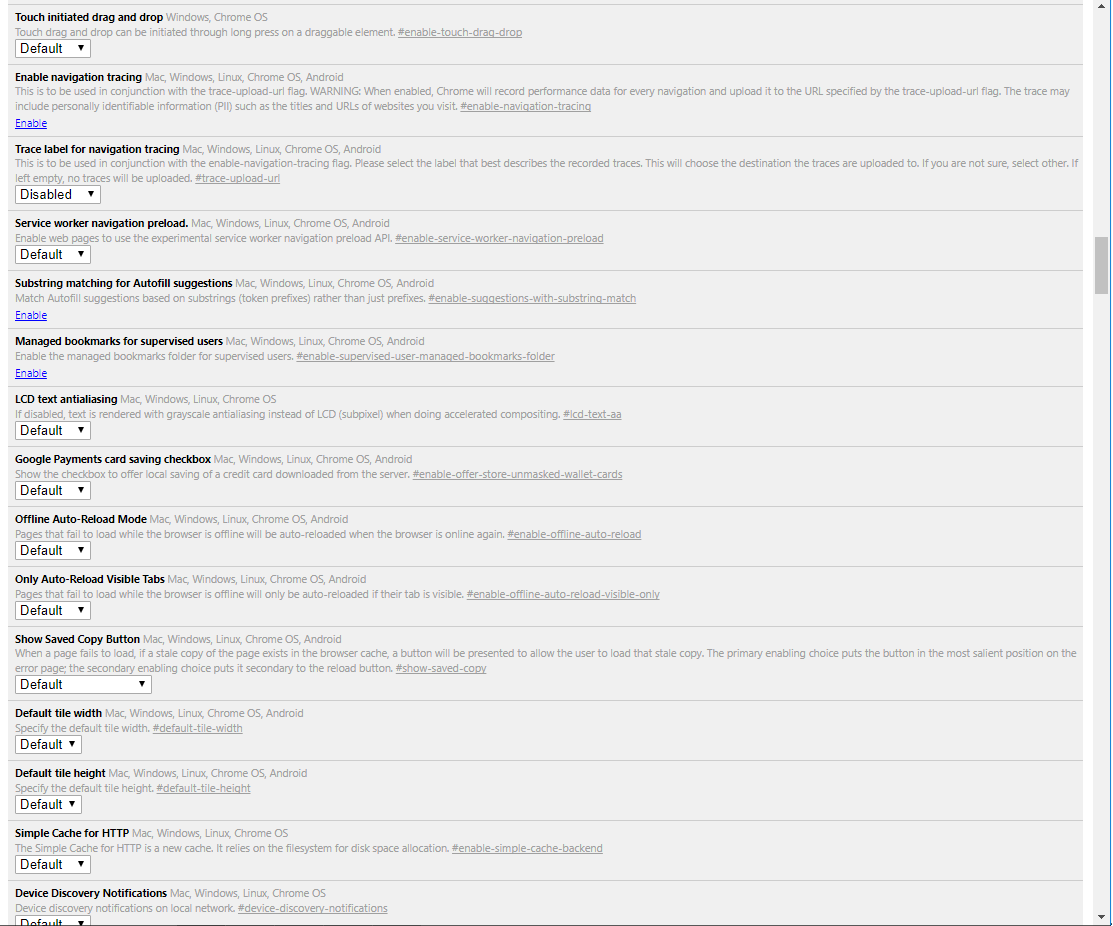 Touch initiated drag and drop Windows, Chrome OS
Touch drag and drop can be initiated through long press on a draggable element. #enable-touch-drag-drop
Default
Enable navigation tracing Mac, Windows, Linux, Chrome OS, Android
This is to be used in conjunction with the trace-upload-url flag. WARNING: When enabled, Chrome will record performance data for every navigation and upload it to the URL specified by the trace-upload-url flag. The trace may
include personally identifiable information (PII) such as the titles and URLs of websites you visit. #enable-navigation-tracing
Enable
Trace label for navigation tracing Mac, Windows, Linux, Chrome OS, Android
This is to be used in conjunction with the enable-navigation-tracing flag. Please select the label that best describes the recorded traces. This will choose the destination the traces are uploaded to. If you are not sure, select other. If
left empty, no traces will be uploaded. #trace-upload-url
Disabled
Service worker navigation preload. Mac, Windows, Linux, Chrome OS, Android
Enable web pages to use the experimental service worker navigation preload API. #enable-service-worker-navigation-preload
Default
Substring matching for Autofill suggestions Mac, Windows, Linux, Chrome OS, Android
Match Autofill suggestions based on substrings (token prefixes) rather than just prefixes. #enable-suggestions-with-substring-match
Enable
Managed bookmarks for supervised users Mac, Windows, Linux, Chrome OS, Android
Enable the managed bookmarks folder for supervised users. #enable-supervised-user-managed-bookmarks-folder
Enable
LCD text antialiasing Mac, Windows, Linux, Chrome OS
If disabled, text is rendered with grayscale antialiasing instead of LCD (subpixel) when doing accelerated compositing. #lcd-text-aa
Default
Google Payments card saving checkbox Mac, Windows, Linux, Chrome OS, Android
Show the checkbox to offer local saving of a credit card downloaded from the server. #enable-offer-store-unmasked-wallet-cards
Default
Offline Auto-Reload Mode Mac, Windows, Linux, Chrome OS, Android
Pages that fail to load while the browser is offline will be auto-reloaded when the browser is online again. #enable-offline-auto-reload
Default
Only Auto-Reload Visible Tabs Mac, Windows, Linux, Chrome OS, Android
Pages that fail to load while the browser is offline will only be auto-reloaded if their tab is visible. #enable-offline-auto-reload-visible-only
Default
Show Saved Copy Button Mac, Windows, Linux, Chrome OS, Android
When a page fails to load, if a stale copy of the page exists in the browser cache, a button will be presented to allow the user to load that stale copy. The primary enabling choice puts the button in the most salient position on the
error page; the secondary enabling choice puts it secondary to the reload button. #show-saved-copy
Default
Default tile width Mac, Windows, Linux, Chrome OS, Android
Specify the default tile width. #default-tile-width
Default
Default tile height Mac, Windows, Linux, Chrome OS, Android
Specify the default tile height. #default-tile-height
Default
Simple Cache for HTTP Mac, Windows, Linux, Chrome OS
The Simple Cache for HTTP is a new cache. It relies on the filesystem for disk space allocation. #enable-simple-cache-backend
Default
Device Discovery Notifications Mac, Windows, Linux, Chrome OS
Device discovery notifications on local network. #device-discovery-notifications
Default